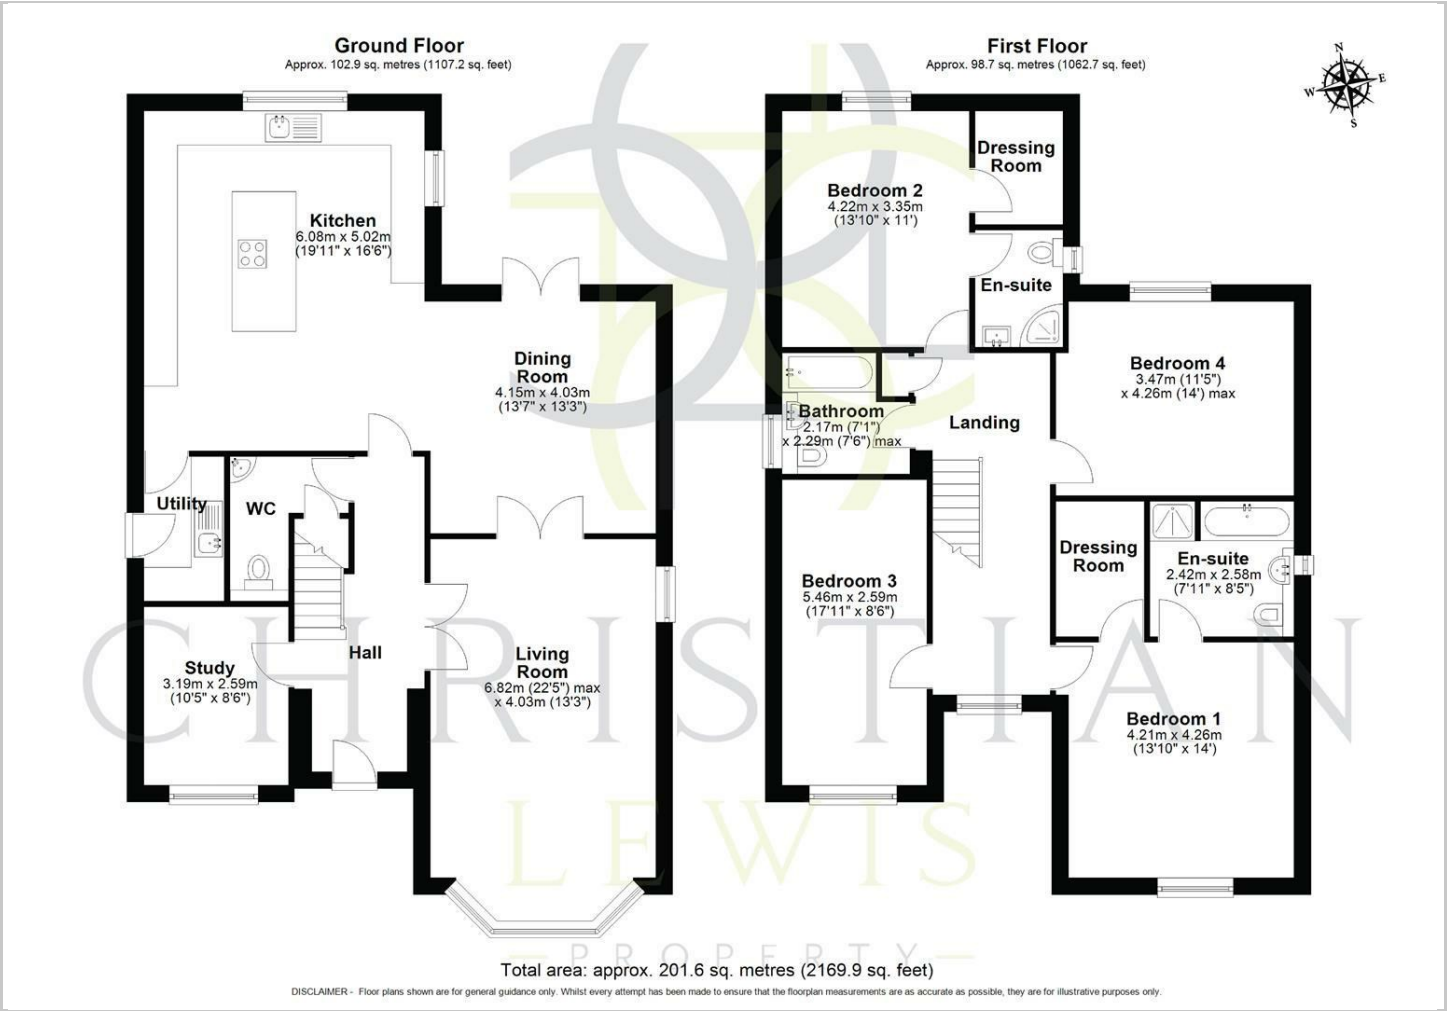 Ground Floor
Approx. 102.9 sq. metres (1107.2 sq. feet)
First Floor
Approx. 98.7 sq. metres (1062.7 sq. feet)
N
W
E
S
Kitchen
6.08m x 5.02m
(19'11" x 16'6")
Dining
Room
4.15m x 4.03m
(13'7" x 13'3")
Utility
WC
Study
3.19m x 2.59m
(10'5" x 8'6")
Hall
Living
Room
6.82m (22'5") max
x 4.03m (13'3")
Bedroom 2
4.22m x 3.35m
(13'10" x 11')
Dressing
Room
En-suite
Bedroom 4
3.47m (11'5")
x 4.26m (14') max
Bathroom
2.17m (7'1")
x 2.29m (7'6") max
Landing
Bedroom 3
5.46m x 2.59m
(17'11" x 8'6")
Dressing
Room
En-suite
2.42m x 2.58m
(7'11" x 8'5")
Bedroom 1
4.21m x 4.26m
(13'10" x 14')
CHRISTIAN
LEWIS
PROPERTY
Total area: approx. 201.6 sq. metres (2169.9 sq. feet)
DISCLAIMER - Floor plans shown are for general guidance only. Whilst every attempt has been made to ensure that the floorplan measurements are as accurate as possible, they are for illustrative purposes only.